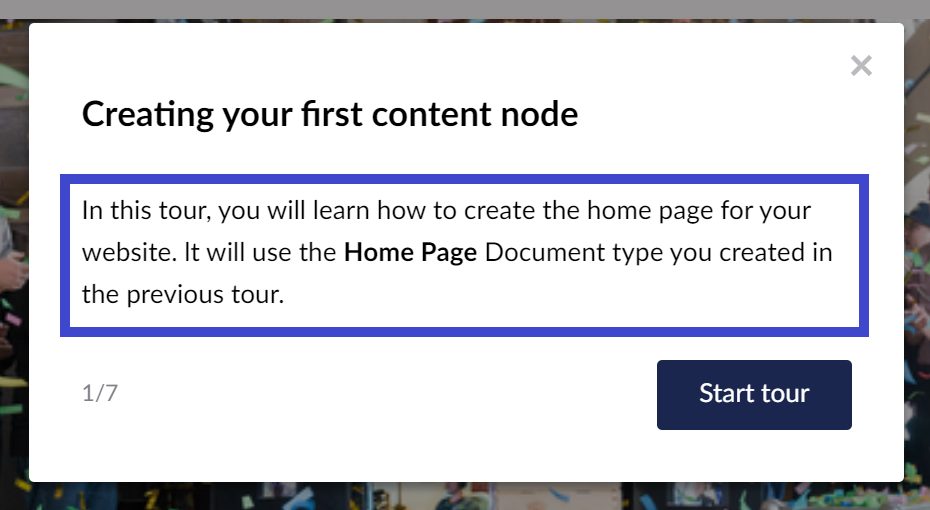 Creating your first content node
In this tour, you will learn how to create the home page for your
website. It will use the Home Page Document type you created in
the previous tour.
1/7
Start tour